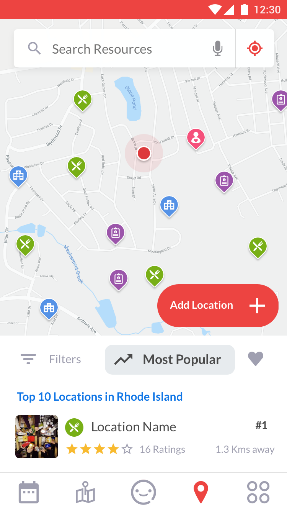 12:30
Search Resources
Add Location
Filters
Most Popular
Top 10 Locations in Rhode Island
Location Name
#1
16 Ratings
1.3 Kms away